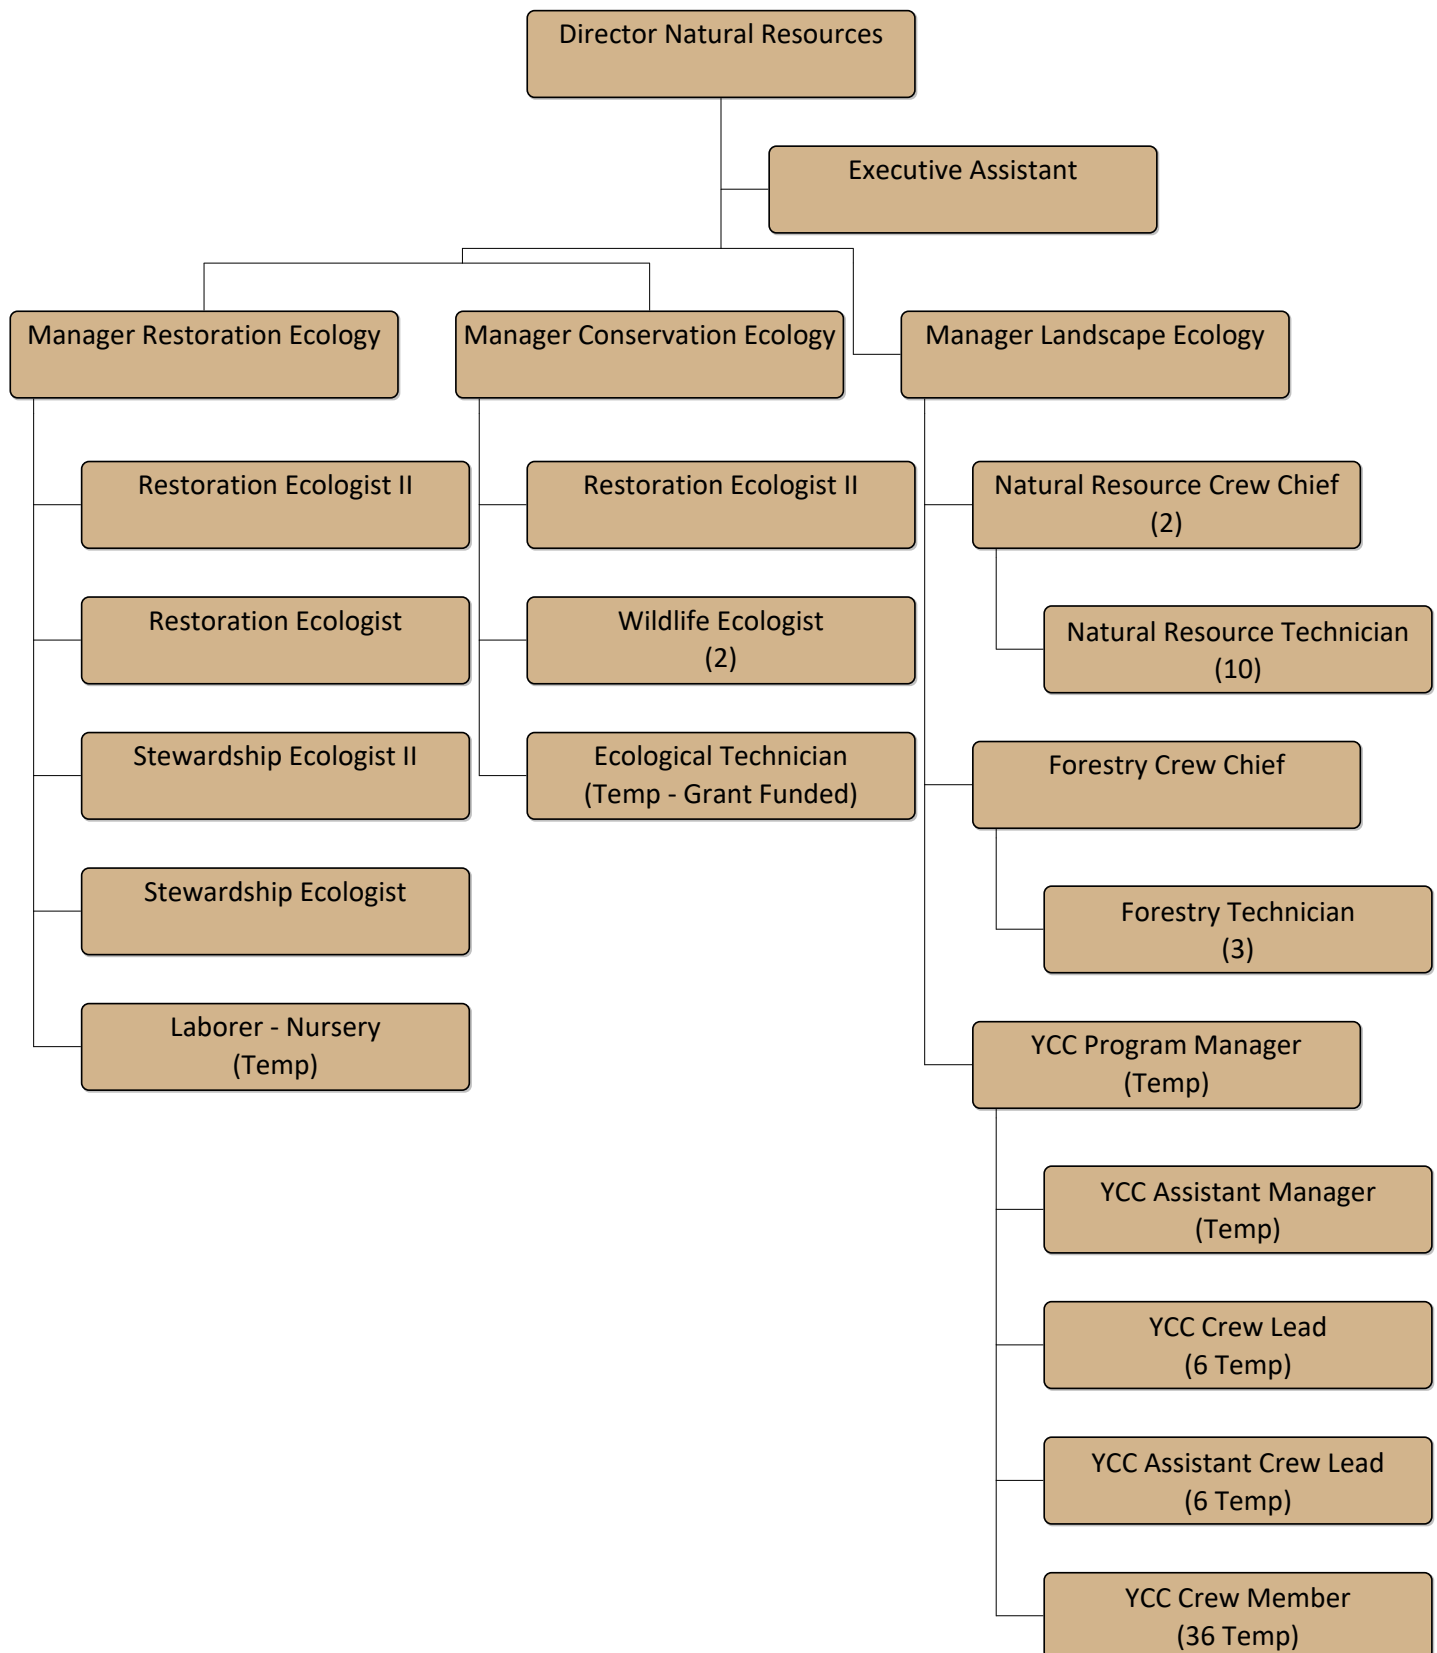 Director Natural Resources
Executive Assistant
Manager Restoration Ecology
Manager Conservation Ecology
Manager Landscape Ecology
Restoration Ecologist II
Restoration Ecologist
Stewardship Ecologist II
Stewardship Ecologist
Laborer - Nursery
(Temp)
Restoration Ecologist II
Wildlife Ecologist
(2)
Ecological Technician
(Temp - Grant Funded)
Natural Resource Crew Chief
(2)
Natural Resource Technician
(10)
Forestry Crew Chief
Forestry Technician
(3)
YCC Program Manager
(Temp)
YCC Assistant Manager
(Temp)
YCC Crew Lead
(6 Temp)
YCC Assistant Crew Lead
(6 Temp)
YCC Crew Member
(36 Temp)